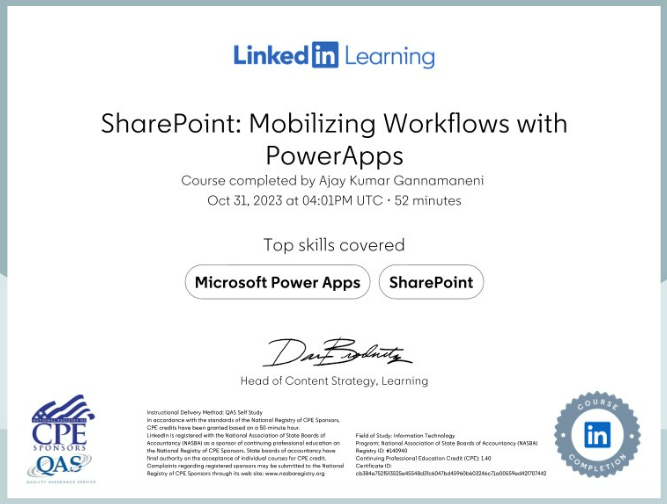 LinkedIn Learning
SharePoint: Mobilizing Workflows with
PowerApps
Course completed by Ajay Kumar Gannamaneni
Oct 31, 2023 at 04:01PM UTC • 52 minutes
Top skills covered
Microsoft Power Apps
SharePoint
Head of Content Strategy, Learning
CPE
SPONSORS
QAS
QUALITY ASSURANCE SERVICE
Instructional Delivery Method: QAS Self Study
In accordance with the standards of the National Registry of CPE Sponsors,
CPE credits have been granted based on a 50-minute hour.
LinkedIn is registered with the National Association of State Boards of
Accountancy (NASBA) as a sponsor of continuing professional education on
the National Registry of CPE Sponsors. State boards of accountancy have
final authority on the acceptance of individual courses for CPE credit.
Complaints regarding registered sponsors may be submitted to the National
Registry of CPE Sponsors through its web site: www.nasbaregistry.org
Field of Study: Information Technology
Program: National Association of State Boards of Accountancy (NASBA)
Registry ID: #140940
Continuing Professional Education Credit (CPE): 1.40
Certificate ID:
COURSE
in
COMPLETION